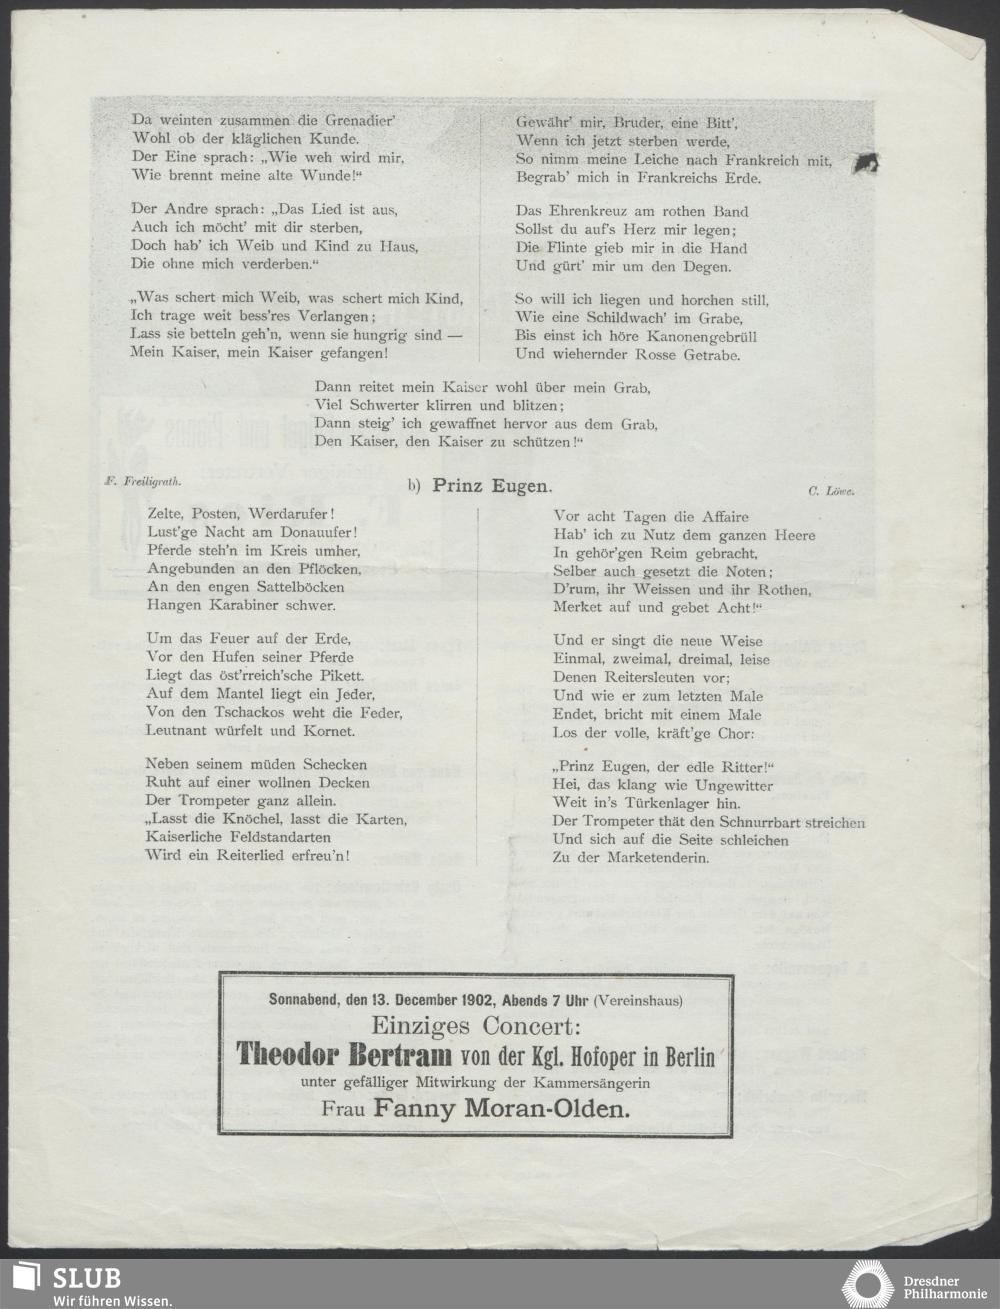 Da weinten zusammen die Grenadier'
Wohl ob der kläglichen Kunde.
Der Eine sprach: „Wie weh wird mir,
Wie brennt meine alte Wunde!“
Der Andre sprach: „Das Lied ist aus,
Auch ich möcht' mit dir sterben,
Doch hab' ich Weib und Kind zu Haus,
Die ohne mich verderben.“
„Was schert mich Weib, was schert mich Kind,
Ich trage weit bess'res Verlangen;
Lass sie betteln geh'n, wenn sie hungrig sind —
Mein Kaiser, mein Kaiser gefangen!
Gewähr' mir, Bruder, eine Bitt',
Wenn ich jetzt sterben werde,
So nimm meine Leiche nach Frankreich mit,
Begrab' mich in Frankreichs Erde.
Das Ehrenkreuz am rothen Band
Sollst du auf's Herz mir legen;
Die Flinte gieb mir in die Hand
Und gürt' mir um den Degen.
So will ich liegen und horchen still,
Wie eine Schildwach' im Grabe,
Bis einst ich höre Kanonengebrüll
Und wiehernder Rosse Getrabe.
Dann reitet mein Kaiser wohl über mein Grab,
Viel Schwerter klirren und blitzen;
Dann steig' ich gewaffnet hervor aus dem Grab,
Den Kaiser, den Kaiser zu schützen!“
F. Freiligrath. b) Prinz Eugen. C. Löwe.
Zelte, Posten, Werdarufer!
Lust'ge Nacht am Donauufer!
Pferde steh'n im Kreis umher,
Angebunden an den Pflöcken,
An den engen Sattelböcken
Hangen Karabiner schwer.
Um das Feuer auf der Erde,
Vor den Hufen seiner Pferde
Liegt das öst'rreich'sche Pikett.
Auf dem Mantel liegt ein Jeder,
Von den Tschackos weht die Feder,
Leutnant würfelt und Kornet.
Neben seinem müden Schecken
Ruht auf einer wollnen Decken
Der Trompeter ganz allein.
„Lasst die Knöchel, lasst die Karten,
Kaiserliche Feldstandarten
Wird ein Reiterlied erfreu'n!
Vor acht Tagen die Affaire
Hab' ich zu Nutz dem ganzen Heere
In gehör'gen Reim gebracht,
Selber auch gesetzt die Noten;
D'rum, ihr Weissen und ihr Rothen,
Merket auf und gebet Acht!“
Und er singt die neue Weise
Einmal, zweimal, dreimal, leise
Denen Reitersleuten vor;
Und wie er zum letzten Male
Endet, bricht mit einem Male
Los der volle, kräft'ge Chor:
„Prinz Eugen, der edle Ritter!“
Hei, das klang wie Ungewitter
Weit in's Türkenlager hin.
Der Trompeter thät den Schnurrbart streichen
Und sich auf die Seite schleichen
Zu der Marketenderin.
Sonnabend, den 13. December 1902, Abends 7 Uhr (Vereinshaus)
Einziges Concert:
Theodor Bertram von der Kgl. Hofoper in Berlin
unter gefälliger Mitwirkung der Kammersängerin
Frau Fanny Moran-Olden.
SLUB
Wir führen Wissen.
Dresdner
Philharmonie